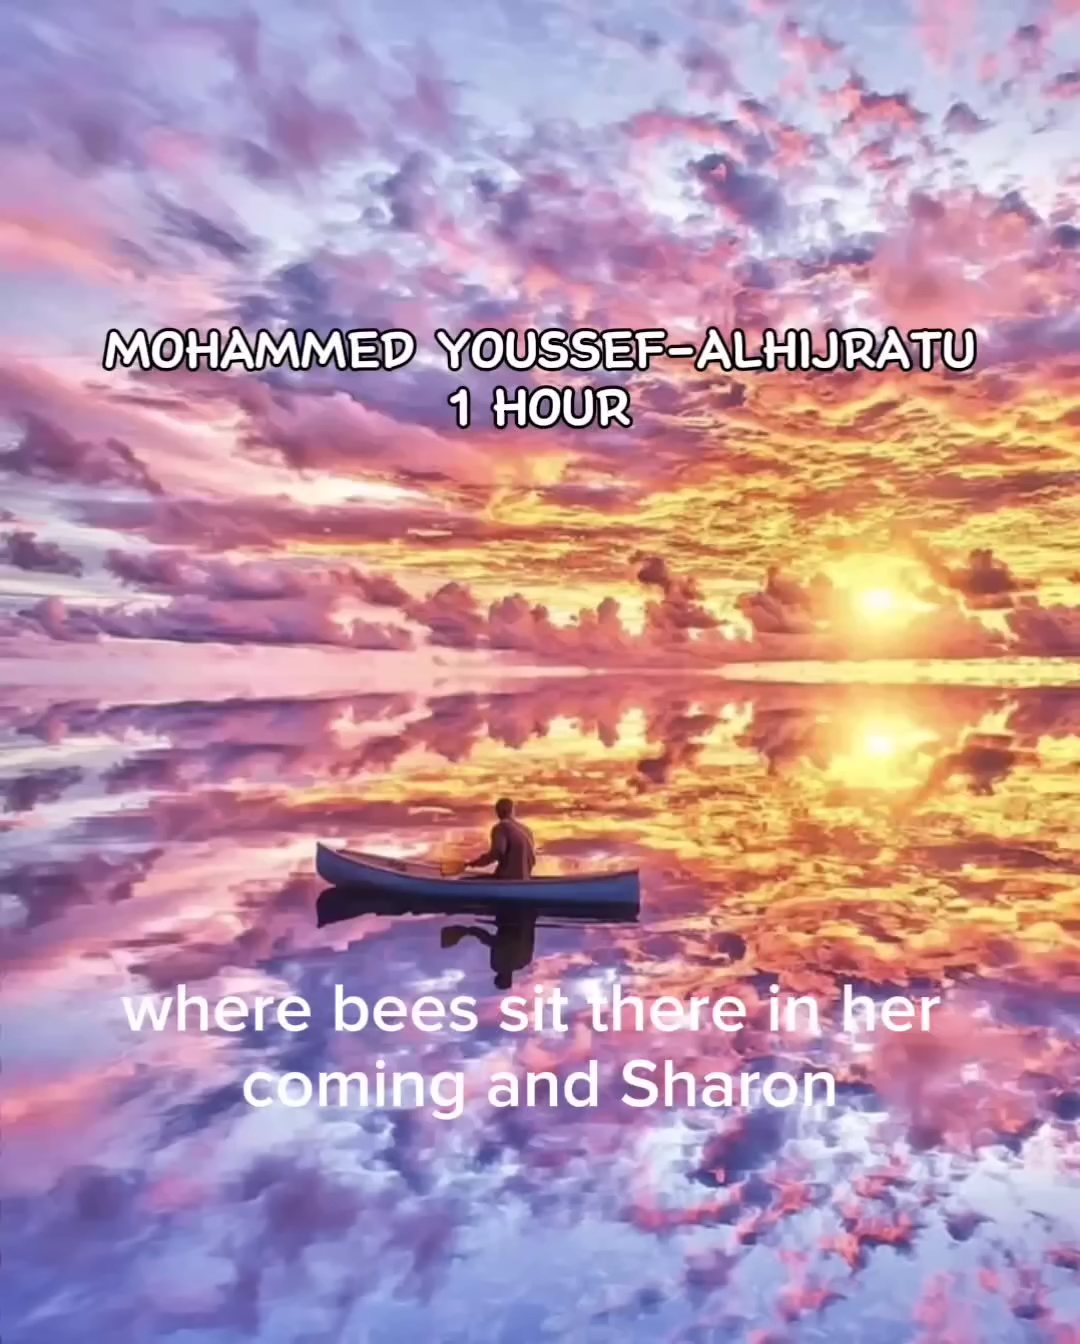 MOHAMMED YOUSSEF-ALHIJRATU
1 HOUR
where bees sit there in her
coming and Sharon